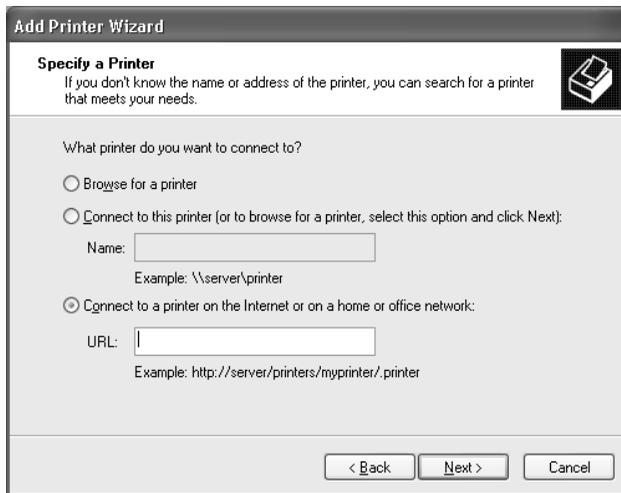 Add Printer Wizard
Specify a Printer
If you don't know the name or address of the printer, you can search for a printer
that meets your needs.
What printer do you want to connect to?
Browse for a printer
Connect to this printer (or to browse for a printer, select this option and click Next):
Name:
Example: \\server\printer
Connect to a printer on the Internet or on a home or office network:
URL:
Example: http://server/printers/myprinter/.printer
< Back Next > Cancel